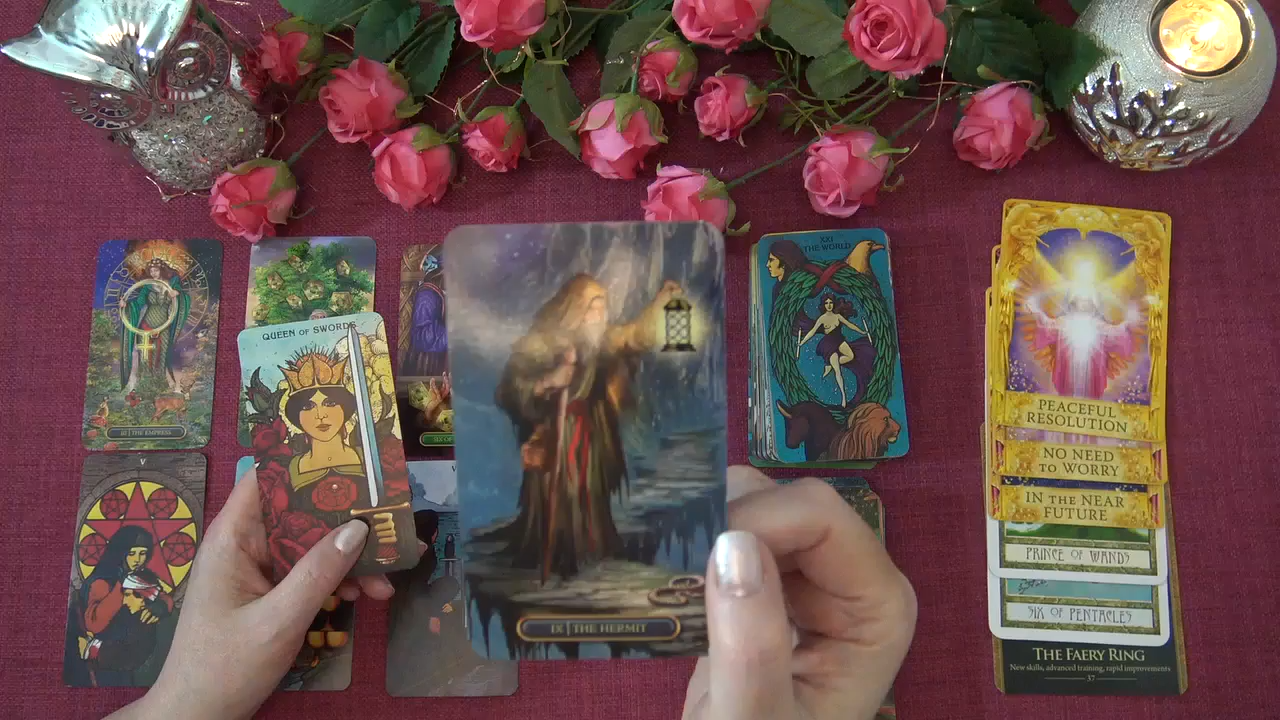 III | THE EMPRESS
QUEEN OF SWORDS
SIX OF
V
V
IX | THE HERMIT
XXI
THE WORLD
PEACEFUL
RESOLUTION
NO NEED
TO WORRY
IN THE NEAR
FUTURE
PRINCE OF WANDS
SIX OF PENTACLES
THE FAERY RING
New skills, advanced training, rapid improvements
37